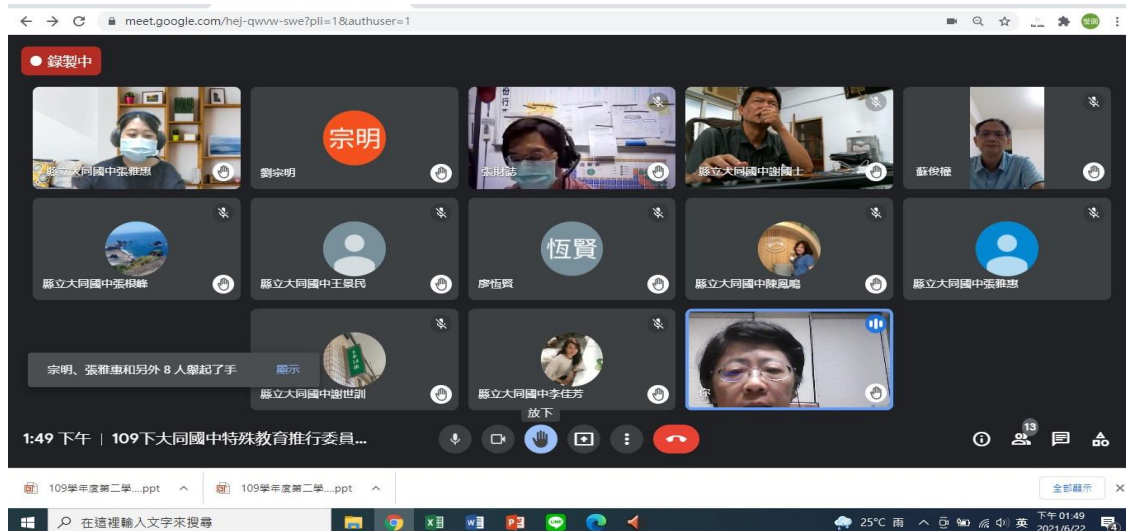 meet.google.com/hej-qwvw-swe?pli=1&authuser=1
錄製中
縣立大同國中張雅惠
宗明
劉宗明
張財誌
縣立大同國中謝國士
蘇俊權
縣立大同國中張根峰
縣立大同國中王景民
恆賢
廖恆賢
縣立大同國中陳鳳鳴
縣立大同國中張雅惠
宗明、張雅惠和另外 8 人舉起了手
顯示
縣立大同國中謝世訓
縣立大同國中李佳芳
你
放下
1:49 下午 | 109下大同國中特殊教育推行委員...
13
109學年度第二學....ppt
109學年度第二學....ppt
全部顯示
在這裡輸入文字來搜尋
25°C 雨
英
下午 01:49
2021/6/22